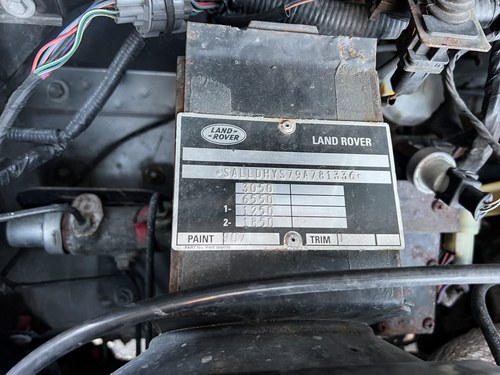 LAND
ROVER
LAND ROVER
*SALLDHYS79A781336*
3050
6550
1- 1250
2- 1850
PAINT
TRIM